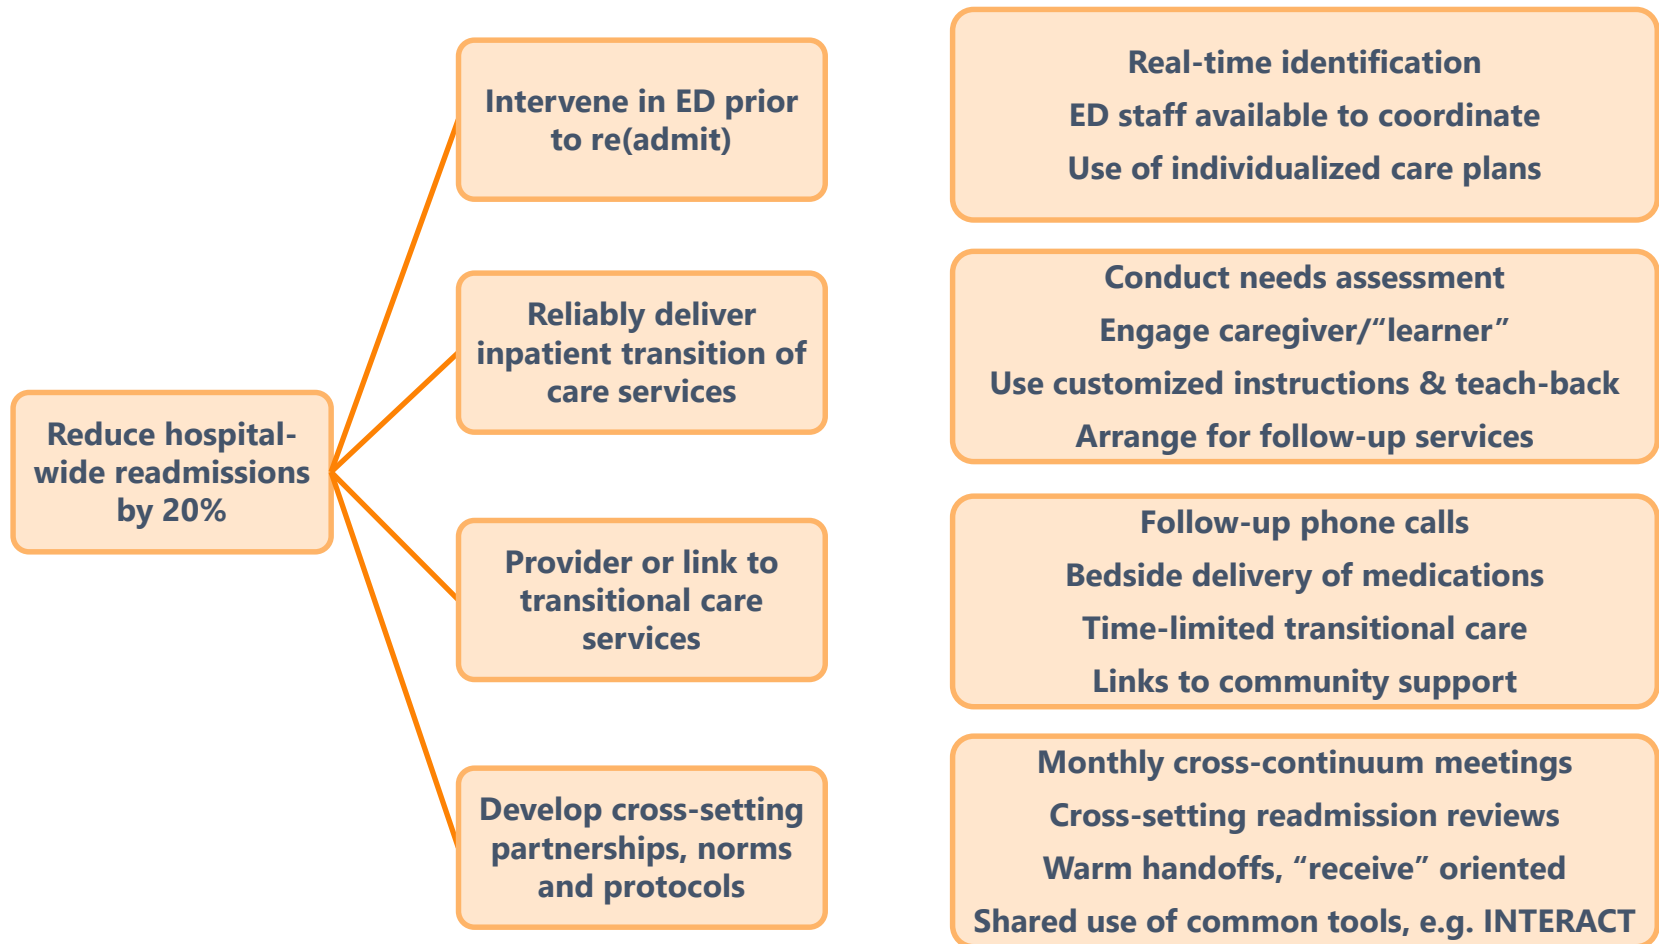 Reduce hospital-
wide readmissions
by 20%
Intervene in ED prior
to re(admit)
Real-time identification
ED staff available to coordinate
Use of individualized care plans
Reliably deliver
inpatient transition of
care services
Conduct needs assessment
Engage caregiver/“learner”
Use customized instructions & teach-back
Arrange for follow-up services
Provider or link to
transitional care
services
Follow-up phone calls
Bedside delivery of medications
Time-limited transitional care
Links to community support
Develop cross-setting
partnerships, norms
and protocols
Monthly cross-continuum meetings
Cross-setting readmission reviews
Warm handoffs, “receive” oriented
Shared use of common tools, e.g. INTERACT